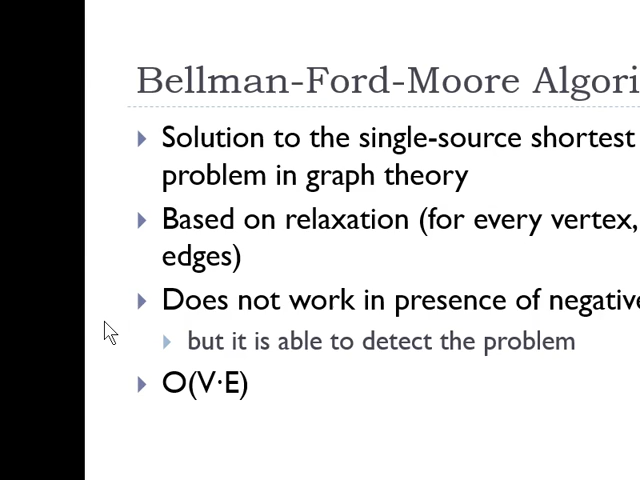 Bellman-Ford-Moore Algori
Solution to the single-source shortest
problem in graph theory
Based on relaxation (for every vertex,
edges)
Does not work in presence of negative
but it is able to detect the problem
O(V·E)